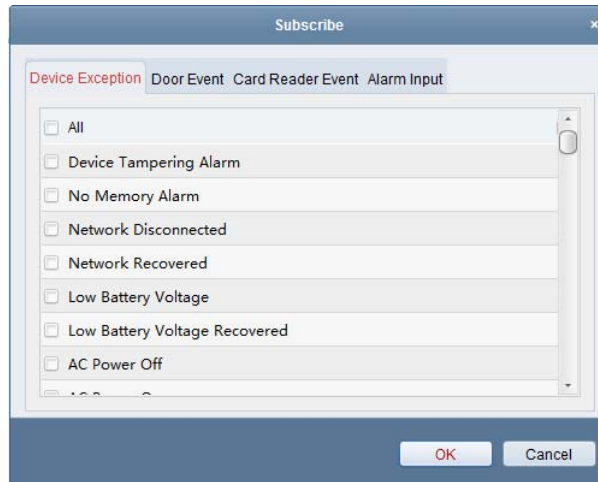 Subscribe
Device Exception Door Event Card Reader Event Alarm Input
All
Device Tampering Alarm
No Memory Alarm
Network Disconnected
Network Recovered
Low Battery Voltage
Low Battery Voltage Recovered
AC Power Off
OK Cancel